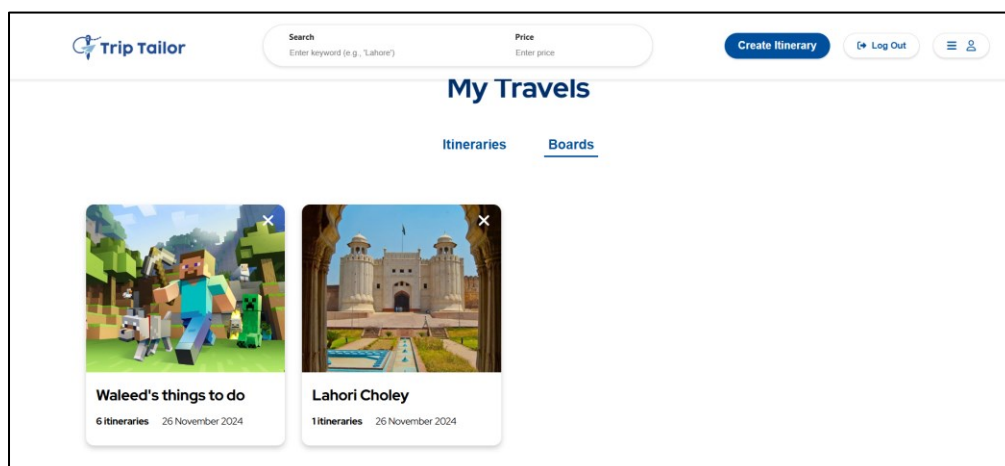 Trip Tailor
Search
Enter keyword (e.g., 'Lahore')
Price
Enter price
Create Itinerary
Log Out
My Travels
Itineraries
Boards
Waleed's things to do
6 itineraries 26 November 2024
Lahori Choley
1 itineraries 26 November 2024